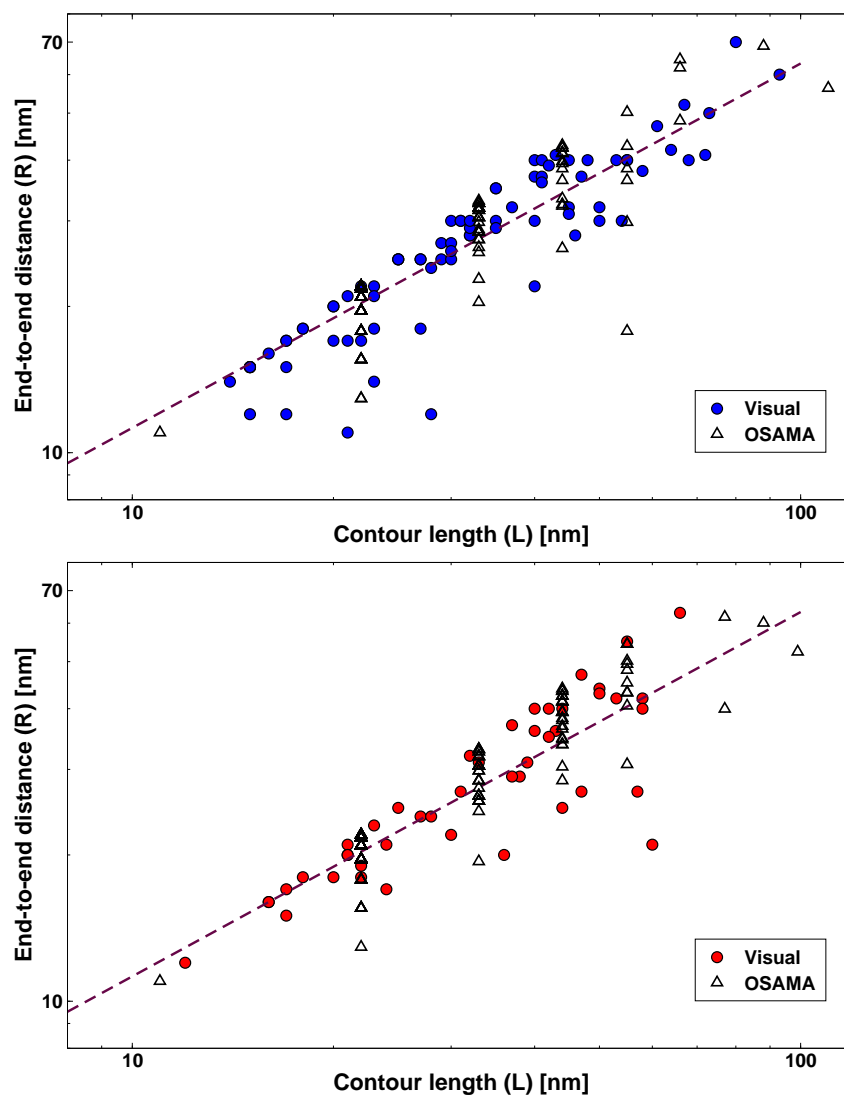 70
End-to-end distance (R) [nm]
Visual
OSAMA
10
10
100
Contour length (L) [nm]
70
End-to-end distance (R) [nm]
Visual
OSAMA
10
10
100
Contour length (L) [nm]